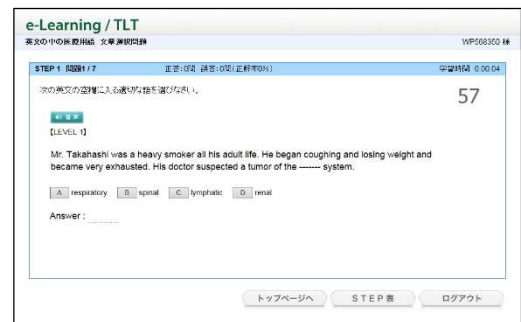 e-Learning / TLT
英文の中の医療用語 文章選択問題
WP508350 様
STEP 1 問題1 / 7 正答:0問 誤答:0問(正解率0%) 学習時間 0:00:04
次の英文の空欄に入る適切な語を選びなさい。
57
音声
【LEVEL 1】
Mr. Takahashi was a heavy smoker all his adult life. He began coughing and losing weight and
became very exhausted. His doctor suspected a tumor of the ------- system.
A respiratory B spinal C lymphatic D renal
Answer :
トップページへ STEP表 ログアウト